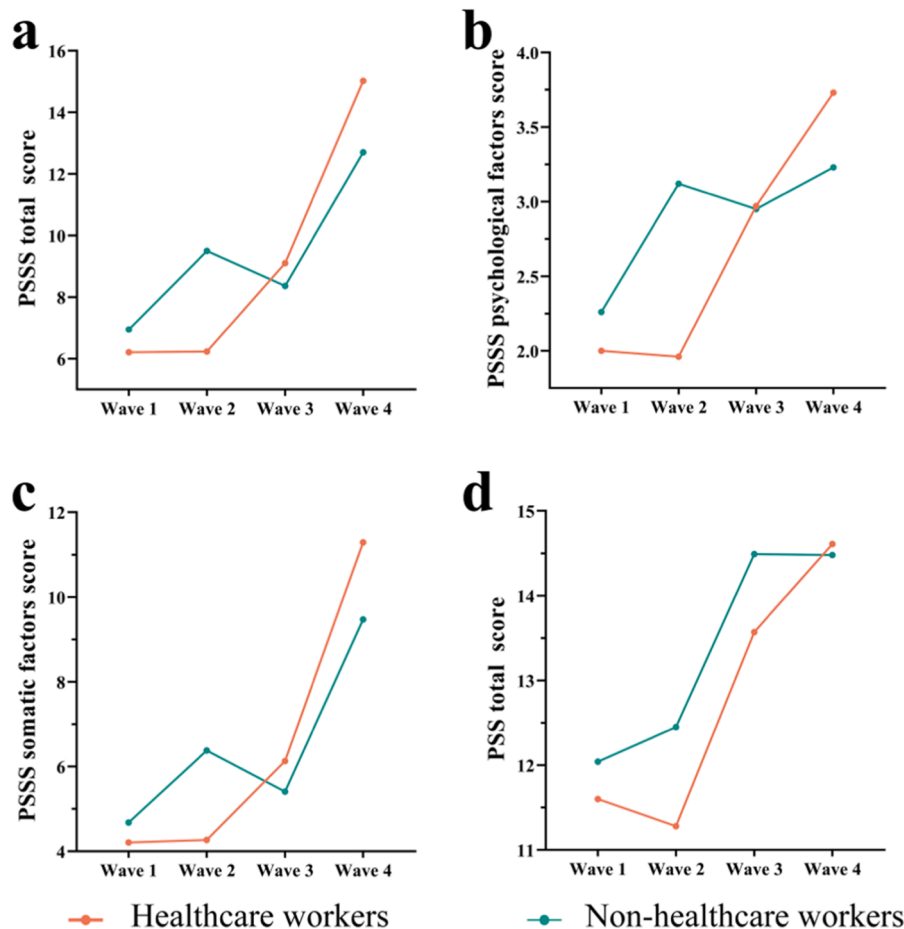 a
PSSS total score
16
14
12
10
8
6
Wave 1 Wave 2 Wave 3 Wave 4
b
PSSS psychological factors score
4.0
3.5
3.0
2.5
2.0
Wave 1 Wave 2 Wave 3 Wave 4
c
PSSS somatic factors score
12
10
8
6
4
Wave 1 Wave 2 Wave 3 Wave 4
d
PSS total score
15
14
13
12
11
Wave 1 Wave 2 Wave 3 Wave 4
Healthcare workers
Non-healthcare workers